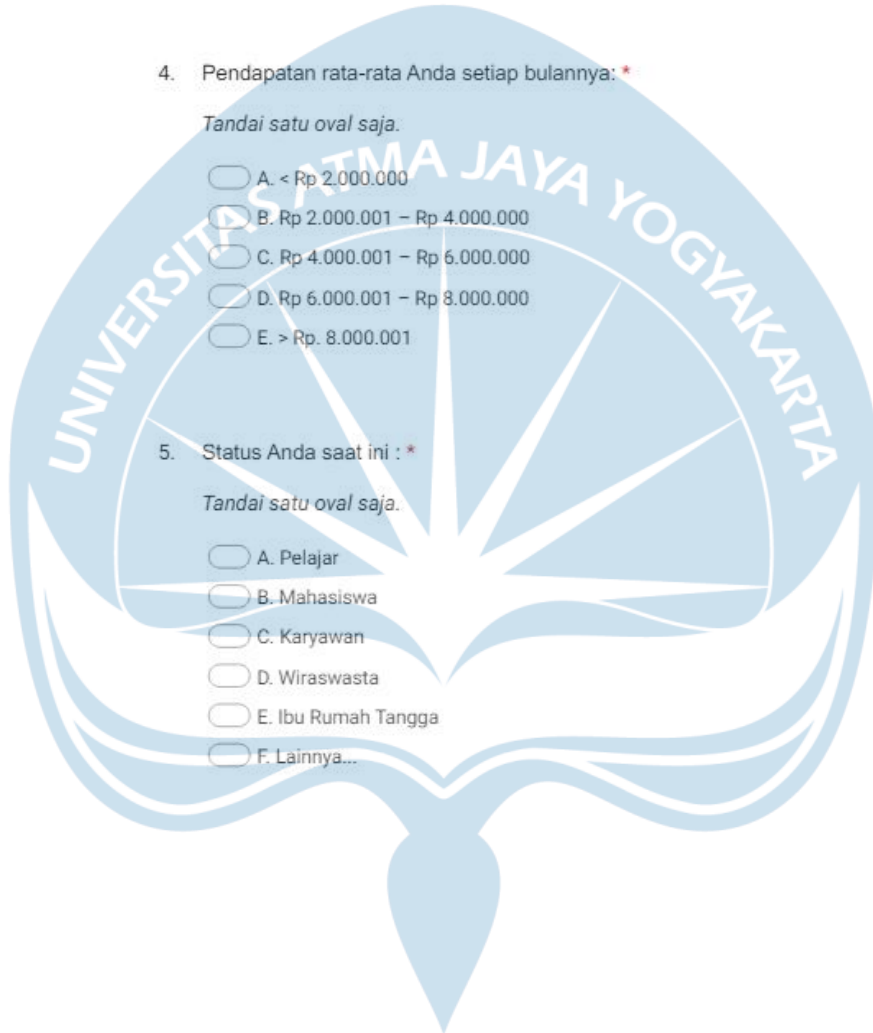 UNIVERSITAS ATMA JAYA YOGYAKARTA
4. Pendapatan rata-rata Anda setiap bulannya: *
Tandai satu oval saja.
A. < Rp 2.000.000
B. Rp 2.000.001 – Rp 4.000.000
C. Rp 4.000.001 – Rp 6.000.000
D. Rp 6.000.001 – Rp 8.000.000
E. > Rp. 8.000.001
5. Status Anda saat ini : *
Tandai satu oval saja.
A. Pelajar
B. Mahasiswa
C. Karyawan
D. Wiraswasta
E. Ibu Rumah Tangga
F. Lainnya...